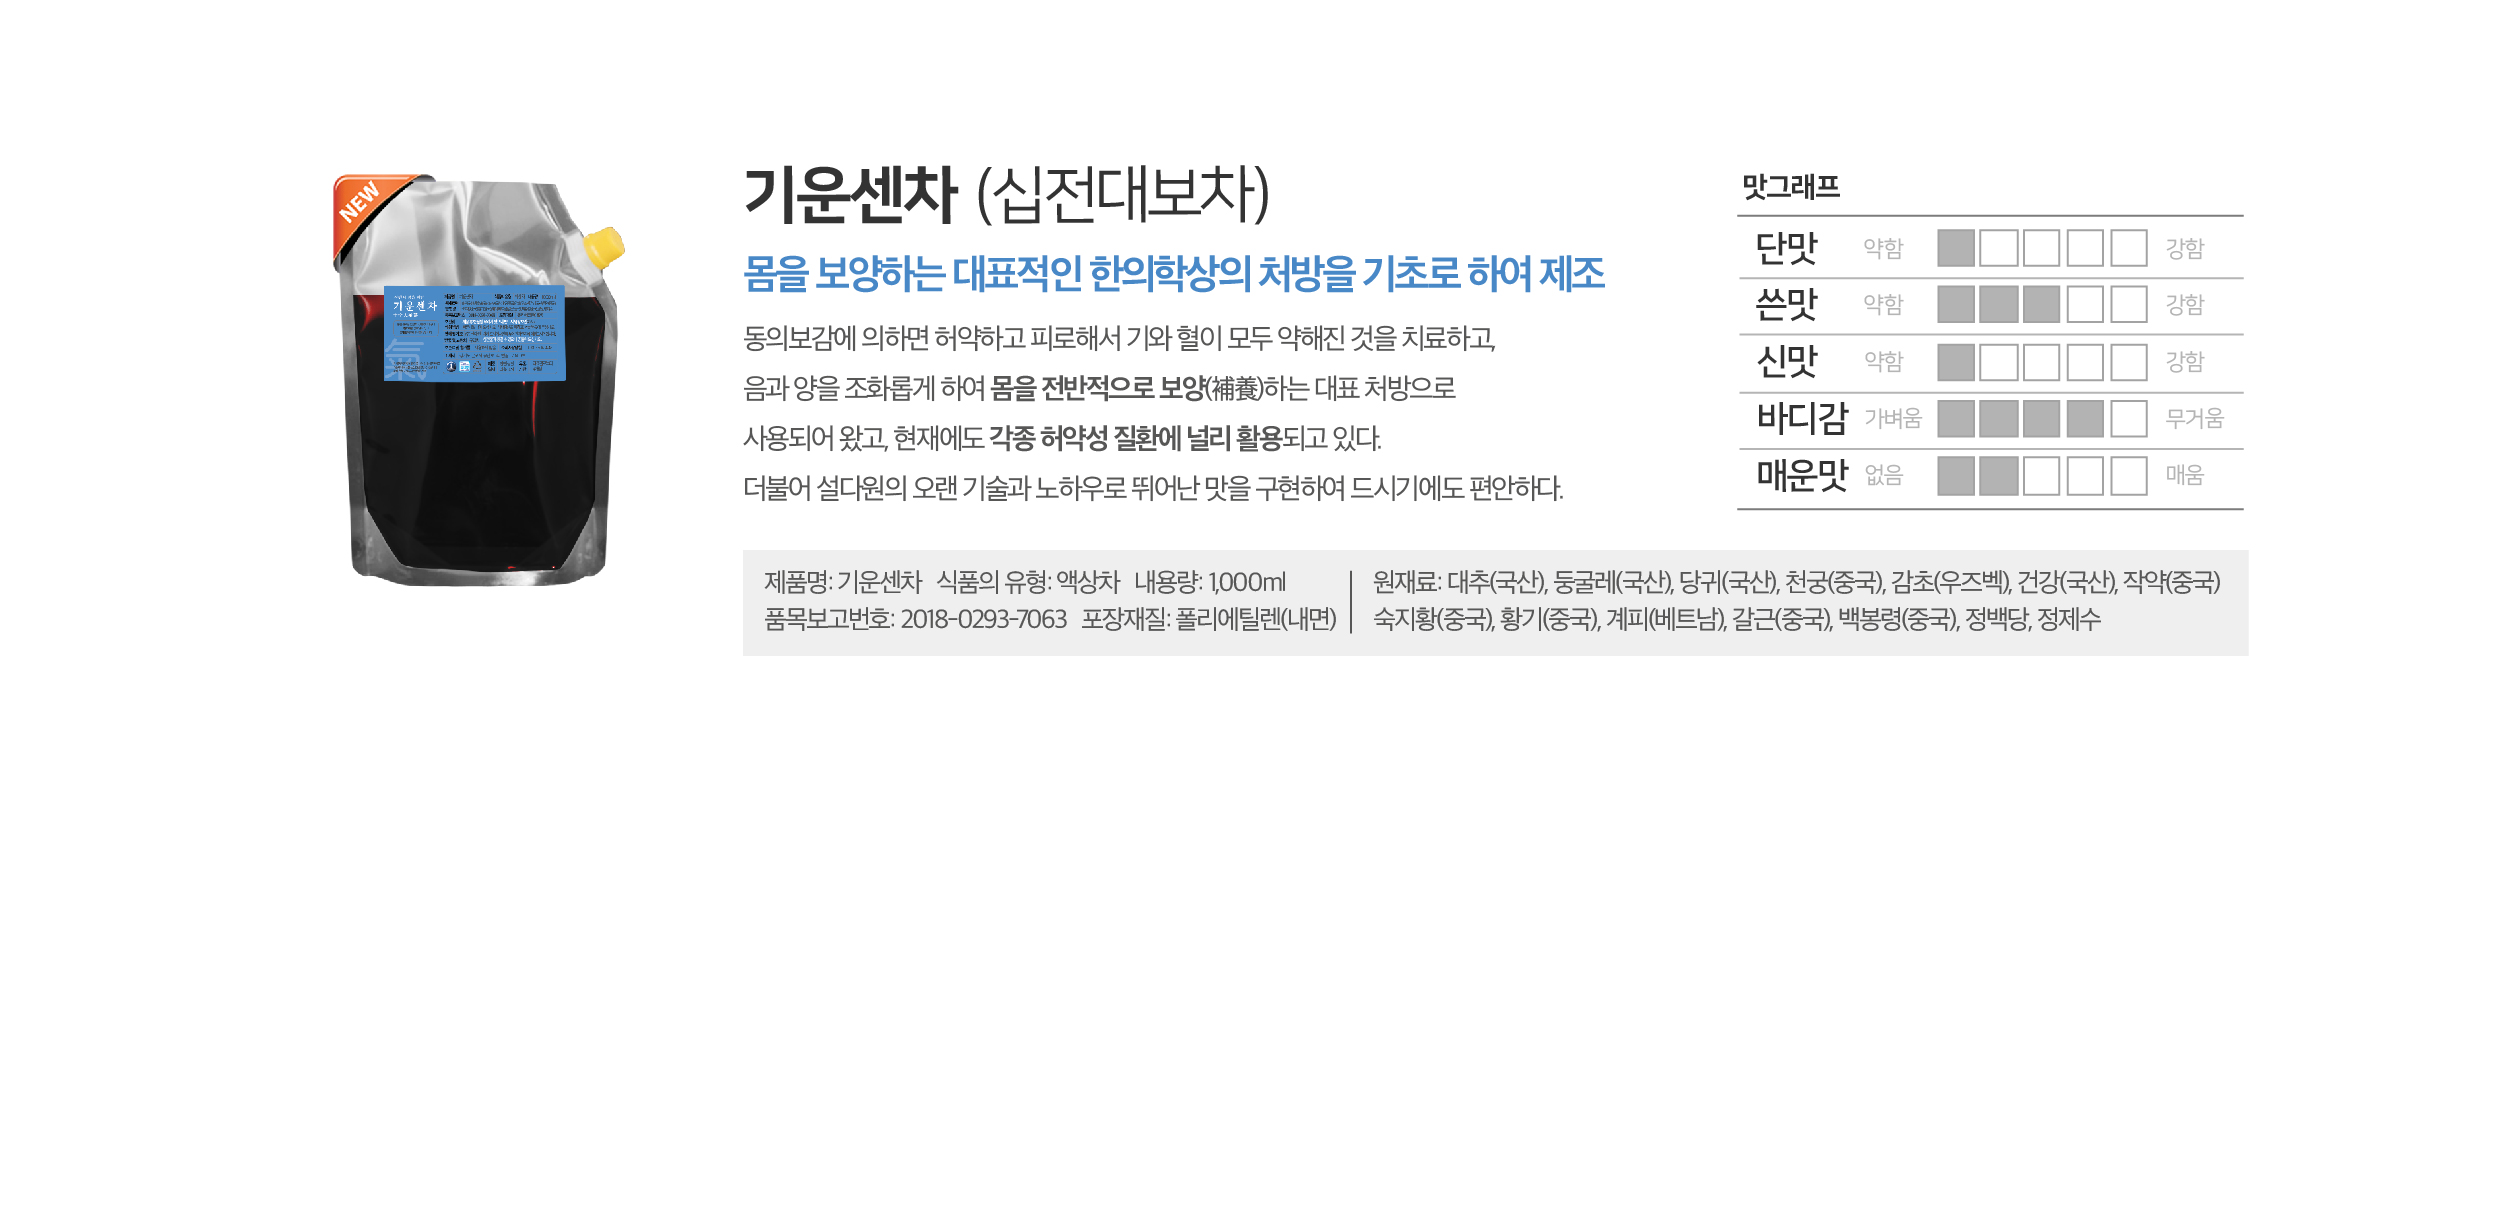 NEW
기운센차
氣
기운센차 (십전대보차)
몸을 보양하는 대표적인 한의학상의 처방을 기초로 하여 제조
동의보감에 의하면 허약하고 피로해서 기와 혈이 모두 약해진 것을 치료하고,
음과 양을 조화롭게 하여 몸을 전반적으로 보양(補養)하는 대표 처방으로
사용되어 왔고, 현재에도 각종 허약성 질환에 널리 활용되고 있다.
더불어 설다원의 오랜 기술과 노하우로 뛰어난 맛을 구현하여 드시기에도 편안하다.
맛그래프
단맛 약함 강함
쓴맛 약함 강함
신맛 약함 강함
바디감 가벼움 무거움
매운맛 없음 매움
제품명: 기운센차 식품의 유형: 액상차 내용량: 1,000ml
품목보고번호: 2018-0293-7063 포장재질: 폴리에틸렌(내면)
원재료: 대추(국산), 둥굴레(국산), 당귀(국산), 천궁(중국), 감초(우즈벡), 건강(국산), 작약(중국)
숙지황(중국), 황기(중국), 계피(베트남), 갈근(중국), 백봉령(중국), 정백당, 정제수